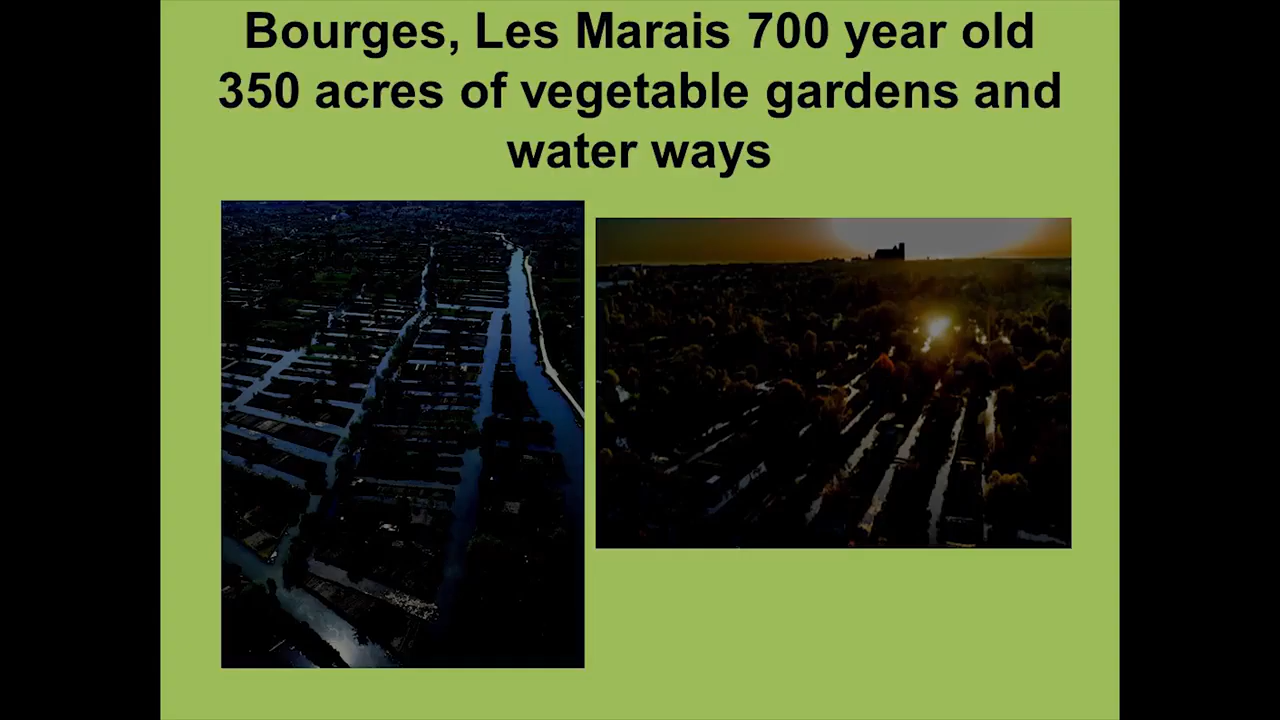 Bourges, Les Marais 700 year old
350 acres of vegetable gardens and
water ways